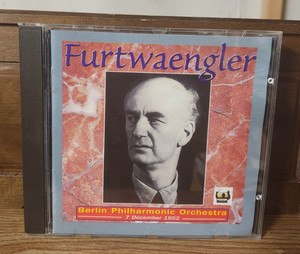 Furtwaengler
Berlin Philharmonic Orchestra
7 December 1952